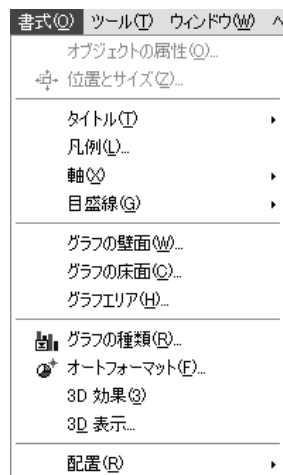 書式(O) ツール(T) ウィンドウ(W) ヘ
オブジェクトの属性(O)...
位置とサイズ(Z)...
タイトル(T)
凡例(L)...
軸(X)
目盛線(G)
グラフの壁面(W)...
グラフの床面(C)...
グラフエリア(H)...
グラフの種類(R)...
オートフォーマット(F)...
3D 効果(3)
3D 表示...
配置(R)